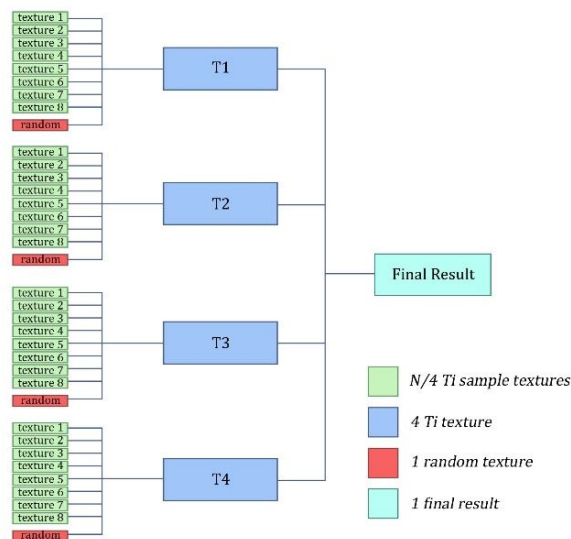 texture 1
texture 2
texture 3
texture 4
texture 5
texture 6
texture 7
texture 8
random
T1
texture 1
texture 2
texture 3
texture 4
texture 5
texture 6
texture 7
texture 8
random
T2
texture 1
texture 2
texture 3
texture 4
texture 5
texture 6
texture 7
texture 8
random
T3
texture 1
texture 2
texture 3
texture 4
texture 5
texture 6
texture 7
texture 8
random
T4
Final Result
N/4 Ti sample textures
4 Ti texture
1 random texture
1 final result